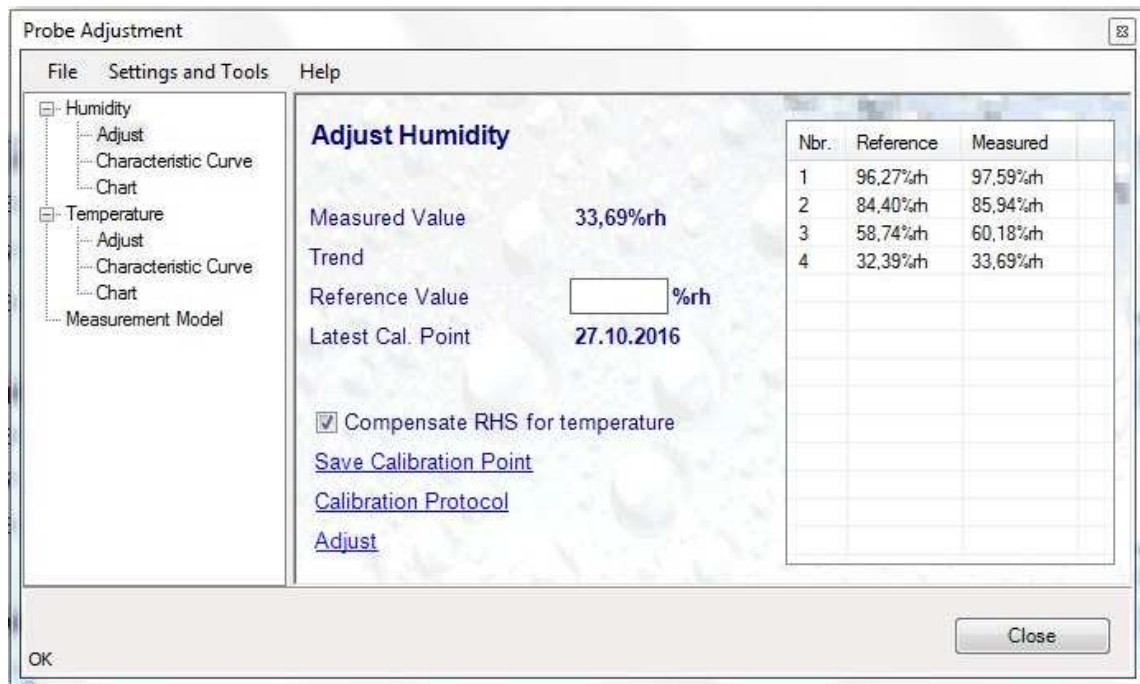 Probe Adjustment
File Settings and Tools Help
Humidity
Adjust
Characteristic Curve
Chart
Temperature
Adjust
Characteristic Curve
Chart
Measurement Model
Adjust Humidity
Measured Value 33,69%rh
Trend
Reference Value %rh
Latest Cal. Point 27.10.2016
Compensate RHS for temperature
Save Calibration Point
Calibration Protocol
Adjust
Nbr. Reference Measured
1 96,27%rh 97,59%rh
2 84,40%rh 85,94%rh
3 58,74%rh 60,18%rh
4 32,39%rh 33,69%rh
Close
OK